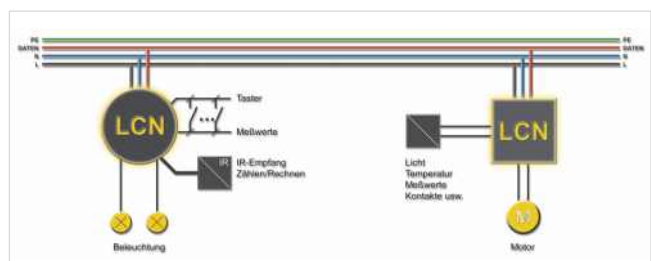 PE
DATEN
N
L
PE
DATEN
N
L
LCN
Taster
Meßwerte
IR
IR-Empfang
Zählen/Rechnen
Beleuchtung
LCN
Licht
Temperatur
Meßwerte
Kontakte usw.
M
Motor